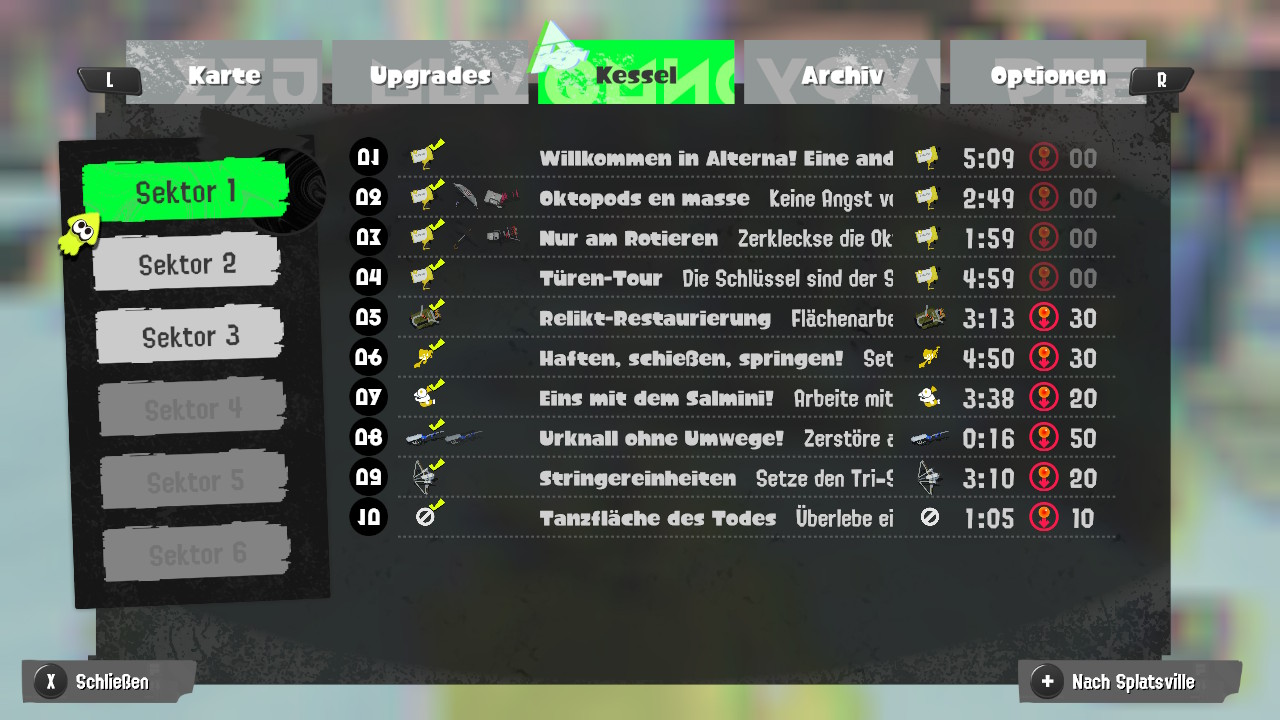 L Karte Upgrades Kessel Archiv Optionen R
Sektor 1
Sektor 2
Sektor 3
Sektor 4
Sektor 5
Sektor 6
01 Willkommen in Alterna! Eine and 5:09 00
02 Oktopods en masse Keine Angst vo 2:49 00
03 Nur am Rotieren Zerkleckse die Ok 1:59 00
04 Türen-Tour Die Schlüssel sind der S 4:59 00
05 Relikt-Restaurierung Flächenarbe 3:13 30
06 Haften, schießen, springen! Set 4:50 30
07 Eins mit dem Salmini! Arbeite mit 3:38 20
08 Urknall ohne Umwege! Zerstöre a 0:16 50
09 Stringereinheiten Setze den Tri-S 3:10 20
10 Tanzfläche des Todes Überlebe ei 1:05 10
X Schließen
+ Nach Splatsville